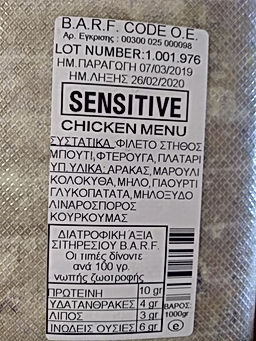 B.A.R.F. CODE O.E.
Αρ. Εγκρισης : 00300 025 000098
LOT NUMBER:1.001.976
ΗΜ.ΠΑΡΑΓΩΓΗ 07/03/2019
ΗΜ.ΛΗΞΗΣ 26/02/2020
SENSITIVE
CHICKEN MENU
ΣΥΣΤΑΤΙΚΑ ΦΙΛΕΤΟ ΣΤΗΘΟΣ
ΜΠΟΥΤΙ,ΦΤΕΡΟΥΓΑ,ΠΛΑΤΑΡΙ
ΥΠ.ΥΛΙΚΑ: ΑΡΑΚΑΣ,ΜΑΡΟΥΛΙ
ΚΟΛΟΚΥΘΑ,ΜΗΛΟ,ΓΙΑΟΥΡΤΙ
ΓΛΥΚΟΠΑΤΑΤΑ,ΜΗΛΟΞΥΔΟ
ΛΙΝΑΡΟΣΠΟΡΟΣ
ΚΟΥΡΚΟΥΜΑΣ
ΔΙΑΤΡΟΦΙΚΗ ΑΞΙΑ
ΣΙΤΗΡΕΣΙΟΥ B.A.R.F.
Οι τιμές δίνοντε
ανά 100 γρ.
νωπής ζωοτροφής
ΠΡΩΤΕΙΝΗ 10 gr
ΥΔΑΤΑΝΘΡΑΚΕΣ 4 gr
ΛΙΠΟΣ 3 gr
ΙΝΩΔΕΙΣ ΟΥΣΙΕΣ 6 gr
ΒΑΡΟΣ:
1000gr
e